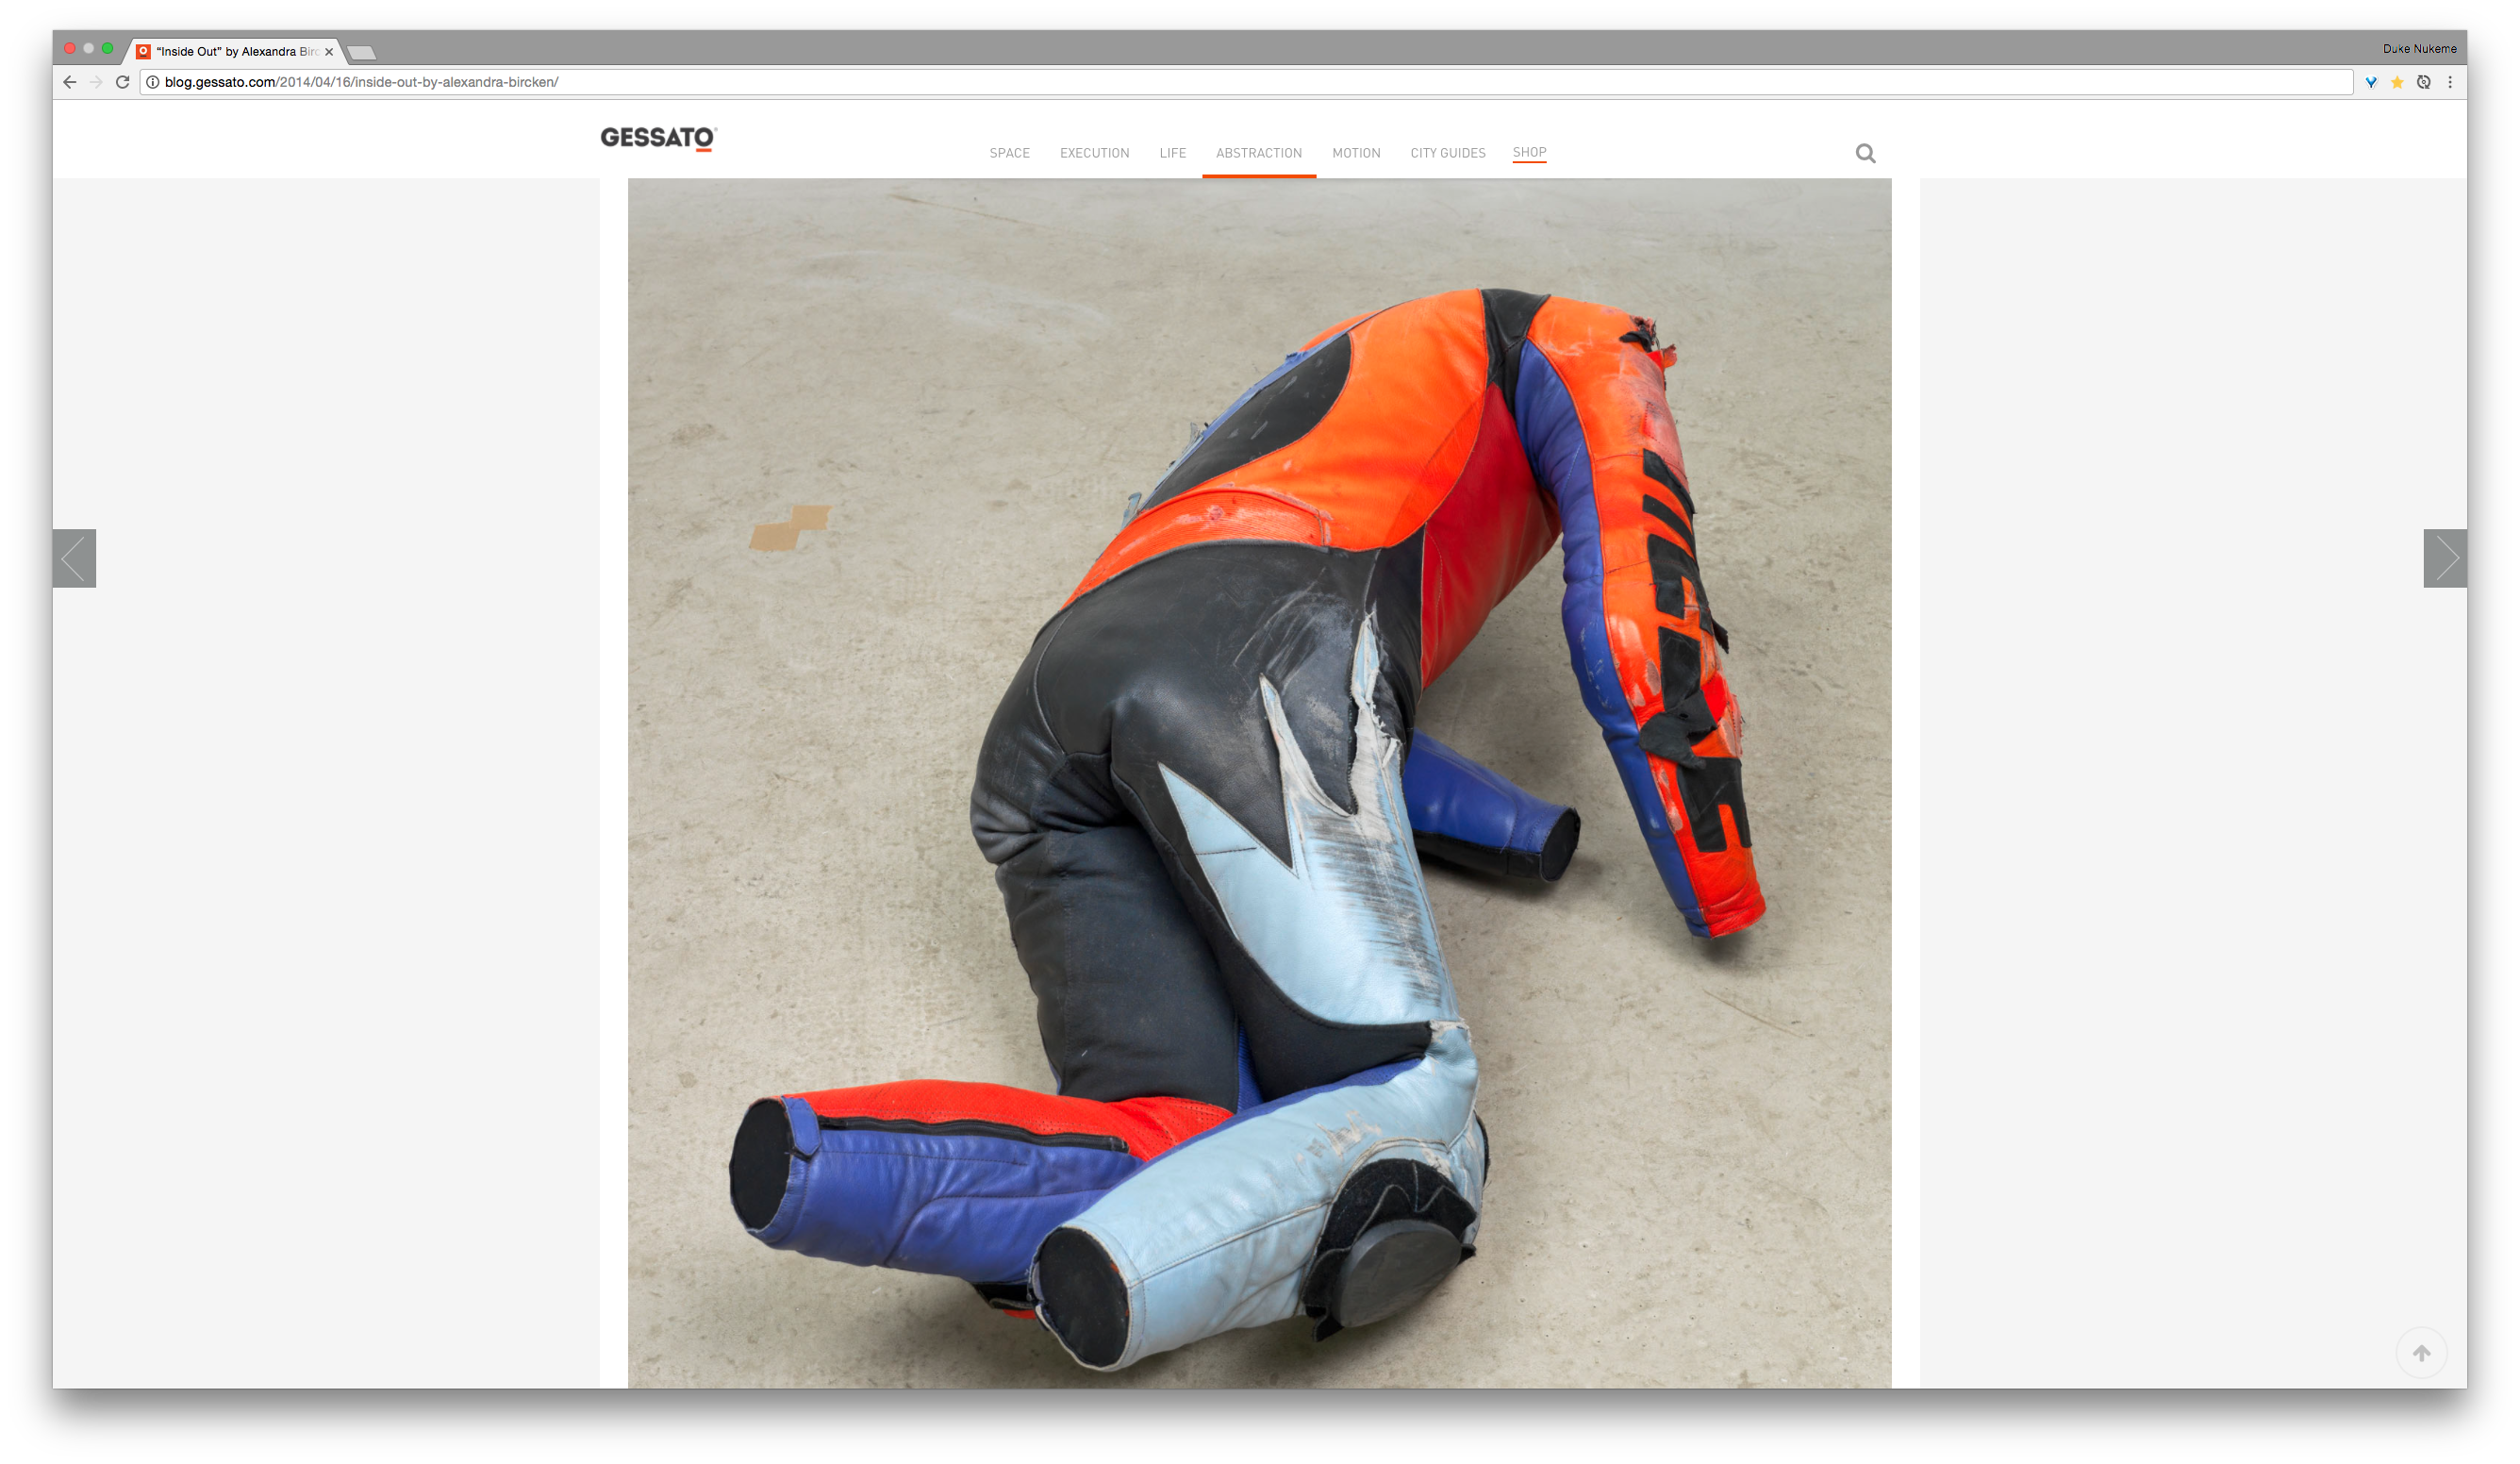 "Inside Out" by Alexandra Birc
Duke Nukeme
blog.gessato.com/2014/04/16/inside-out-by-alexandra-bircken/
GESSATO
SPACE EXECUTION LIFE ABSTRACTION MOTION CITY GUIDES SHOP